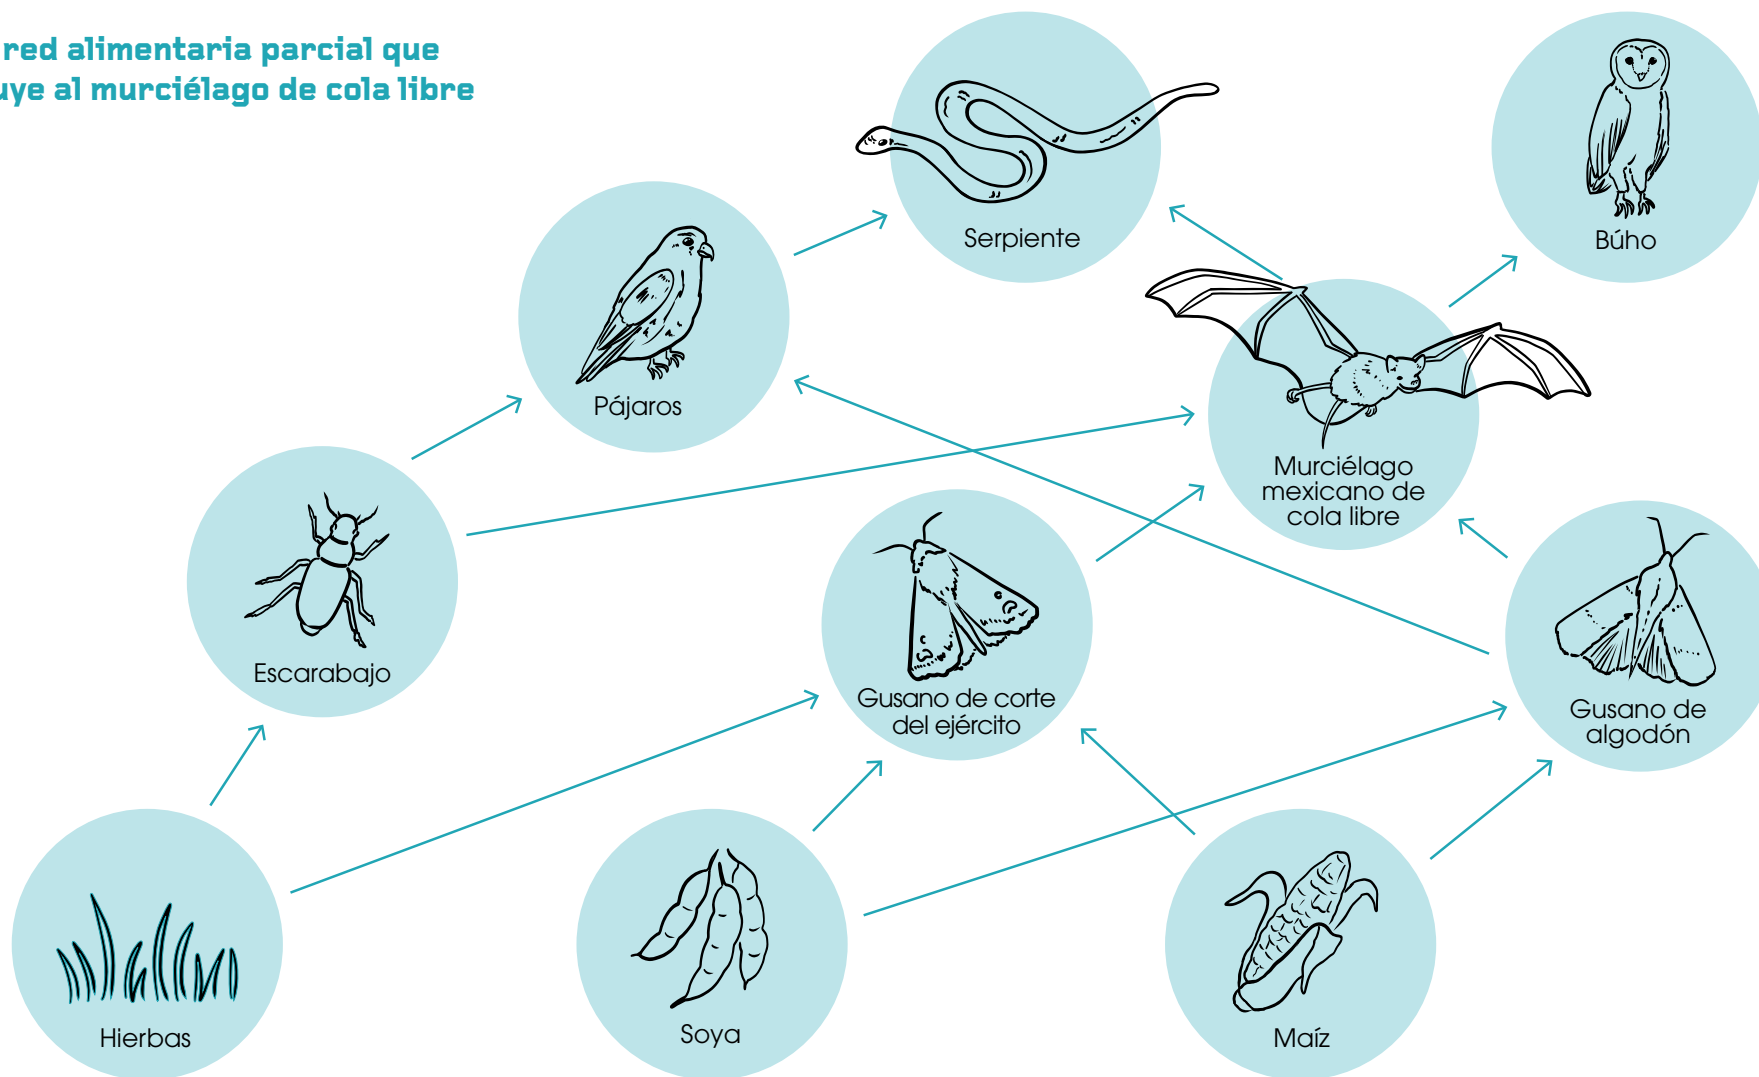 red alimentaria parcial que
uye al murciélago de cola libre
Serpiente
Búho
Pájaros
Murciélago
mexicano de
cola libre
Escarabajo
Gusano de corte
del ejército
Gusano de
algodón
Hierbas
Soya
Maíz